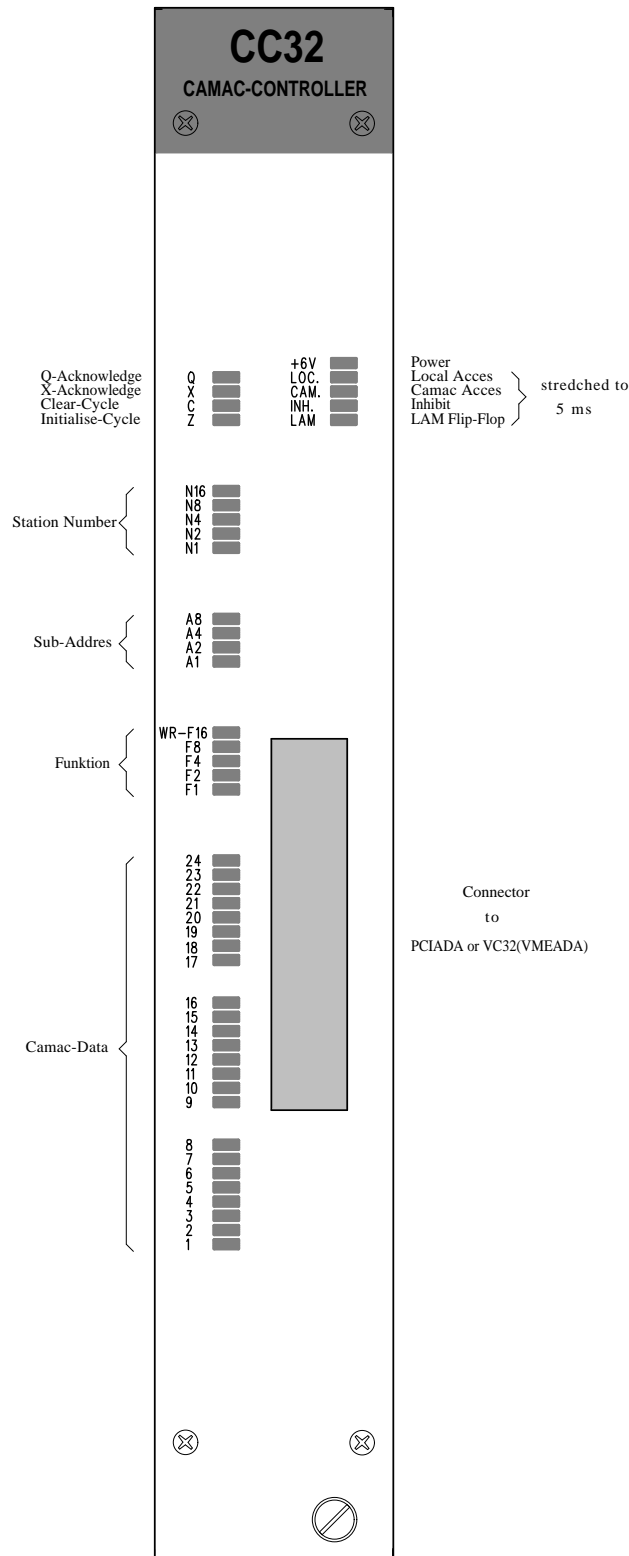 CC32
CAMAC-CONTROLLER
+6V Power
Q-Acknowledge Q LOC. Local Acces
X-Acknowledge X CAM. Camac Acces
Clear-Cycle C INH. Inhibit
Initialise-Cycle Z LAM LAM Flip-Flop
stredched to
5 ms
Station Number
N16
N8
N4
N2
N1
Sub-Addres
A8
A4
A2
A1
Funktion
WR-F16
F8
F4
F2
F1
Camac-Data
24
23
22
21
20
19
18
17
16
15
14
13
12
11
10
9
8
7
6
5
4
3
2
1
Connector
to
PCIADA or VC32(VMEADA)